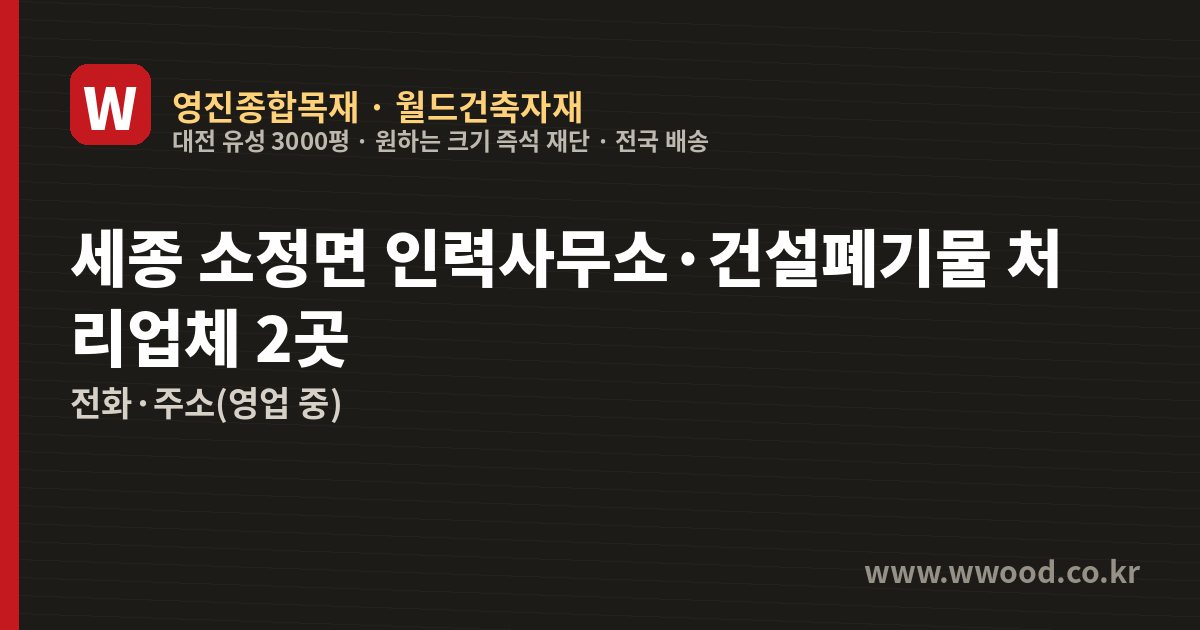 W
영진종합목재 · 월드건축자재
대전 유성 3000평 · 원하는 크기 즉석 재단 · 전국 배송
세종 소정면 인력사무소·건설폐기물 처
리업체 2곳
전화·주소(영업 중)
www.wwood.co.kr